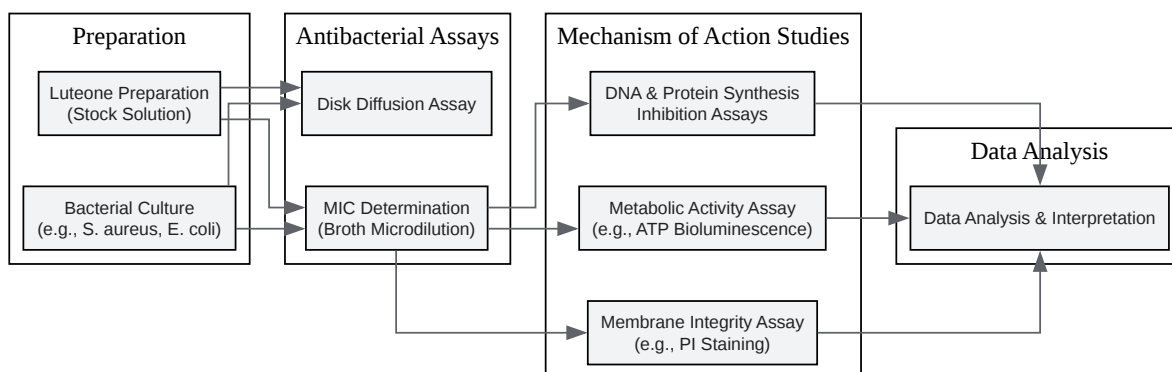 Preparation
Luteone Preparation
(Stock Solution)
Bacterial Culture
(e.g., S. aureus, E. coli)
Antibacterial Assays
Disk Diffusion Assay
MIC Determination
(Broth Microdilution)
Mechanism of Action Studies
DNA & Protein Synthesis
Inhibition Assays
Metabolic Activity Assay
(e.g., ATP Bioluminescence)
Membrane Integrity Assay
(e.g., PI Staining)
Data Analysis
Data Analysis & Interpretation